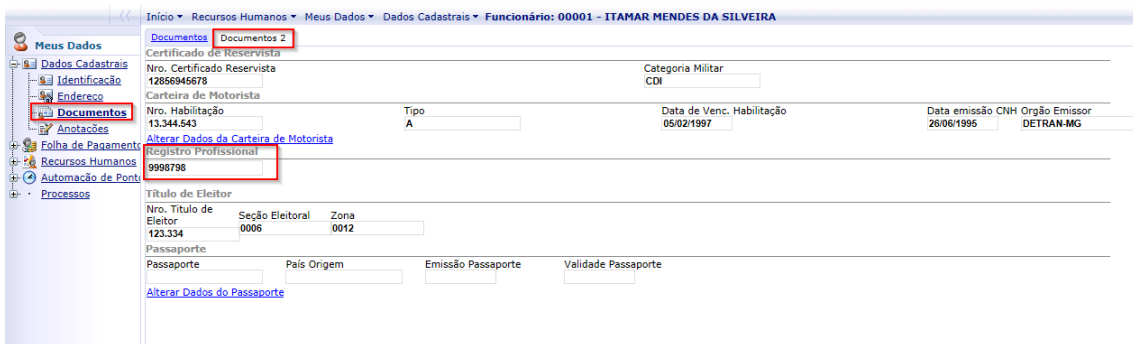 Início Recursos Humanos Meus Dados Dados Cadastrais Funcionário: 00001 - ITAMAR MENDES DA SILVEIRA
Meus Dados
Dados Cadastrais
Identificação
Endereço
Documentos
Anotações
Folha de Pagamento
Recursos Humanos
Automação de Ponto
Processos
Documentos Documentos 2
Certificado de Reservista
Nro. Certificado Reservista Categoria Militar
12856945678 CDI
Carteira de Motorista
Nro. Habilitação Tipo Data de Venc. Habilitação Data emissão CNH Orgão Emissor
13.344.543 A 05/02/1997 26/06/1995 DETRAN-MG
Alterar Dados da Carteira de Motorista
Registro Profissional
9998798
Título de Eleitor
Nro. Titulo de Eleitor Seção Eleitoral Zona
123.334 0006 0012
Passaporte
Passaporte País Origem Emissão Passaporte Validade Passaporte
Alterar Dados do Passaporte